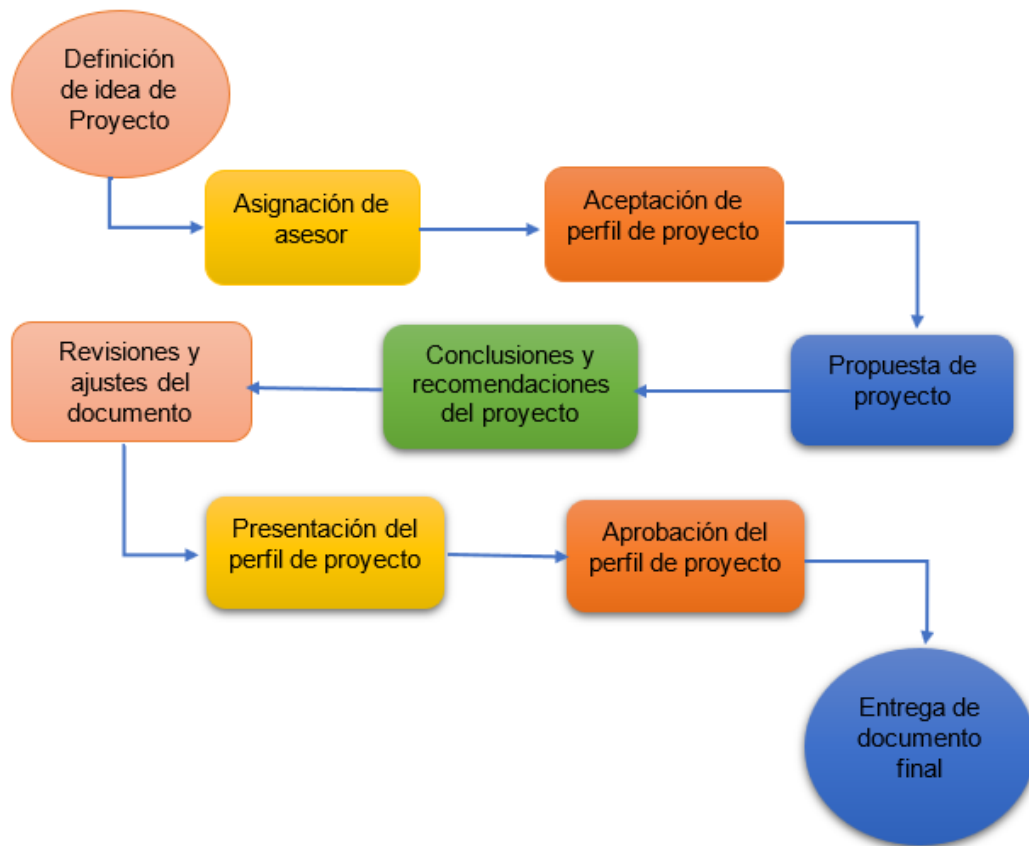 Definición
de idea de
Proyecto
Asignación de
asesor
Aceptación de
perfil de proyecto
Propuesta de
proyecto
Conclusiones y
recomendaciones
del proyecto
Revisiones y
ajustes del
documento
Presentación del
perfil de proyecto
Aprobación del
perfil de proyecto
Entrega de
documento
final